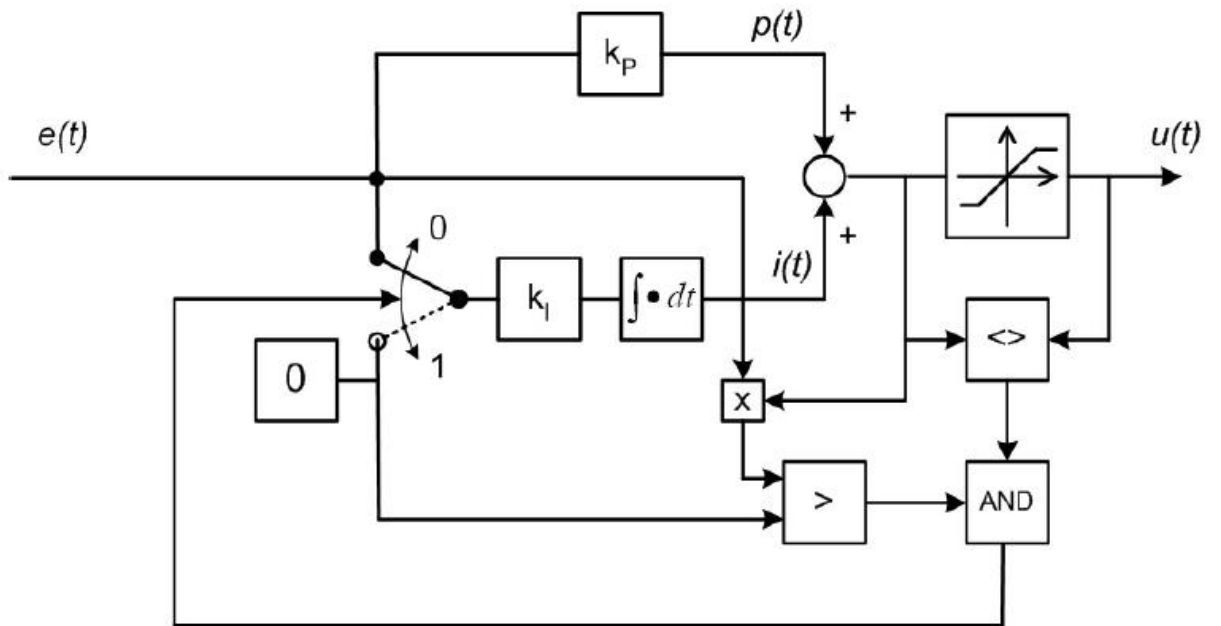 p(t)
k_P
+
e(t)
u(t)
0
+
i(t)
k_I
∫ • dt
<>
1
0
x
>
AND